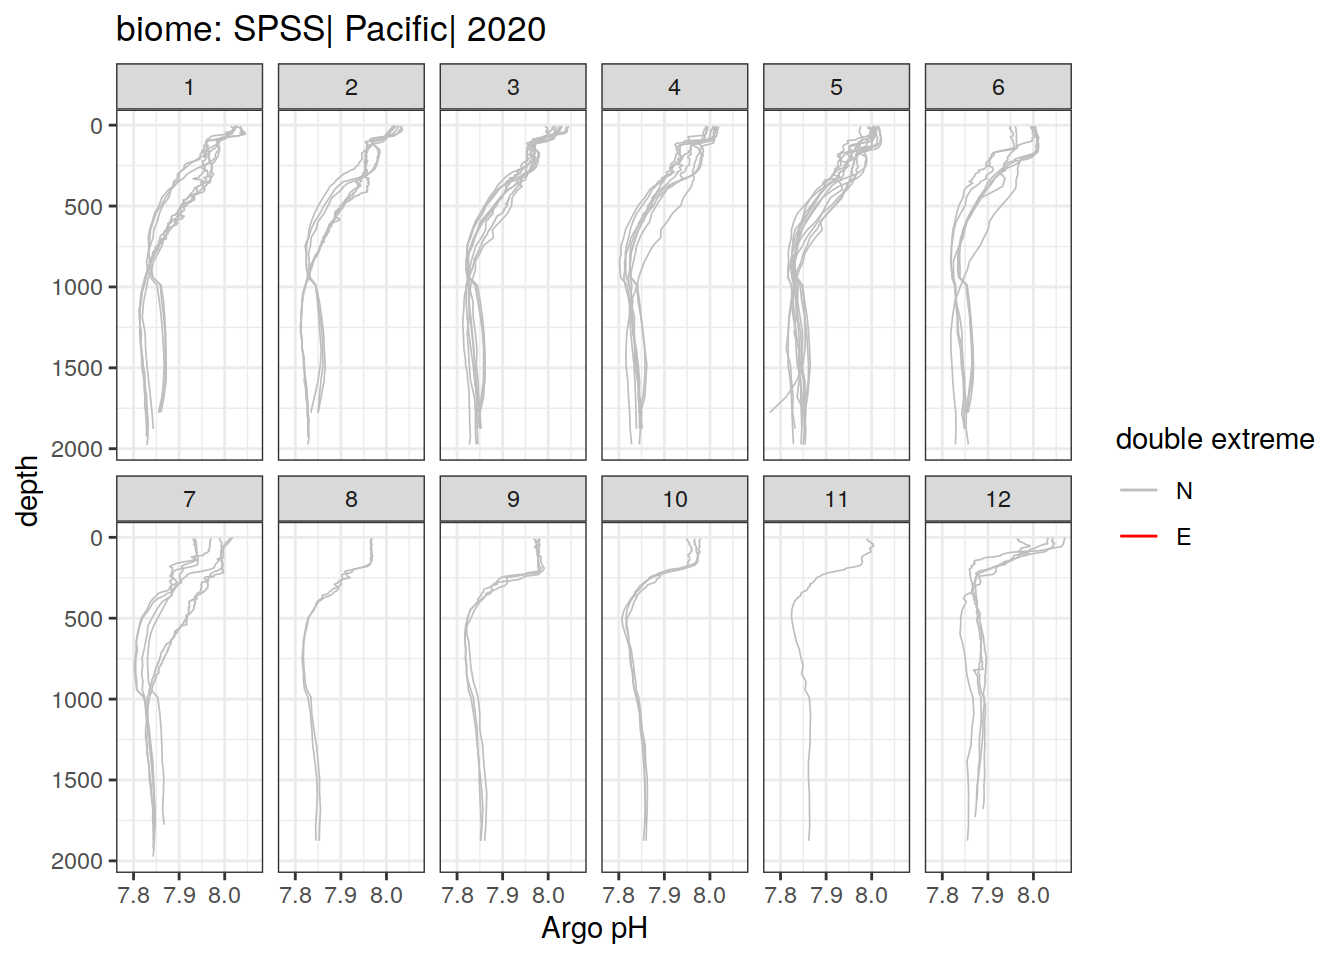 biome: SPSS| Pacific| 2020
1 2 3 4 5 6
0
500
1000
1500
2000
7 8 9 10 11 12
0
500
1000
1500
2000
7.8 7.9 8.0 7.8 7.9 8.0 7.8 7.9 8.0 7.8 7.9 8.0 7.8 7.9 8.0 7.8 7.9 8.0
Argo pH
depth
double extreme
N
E